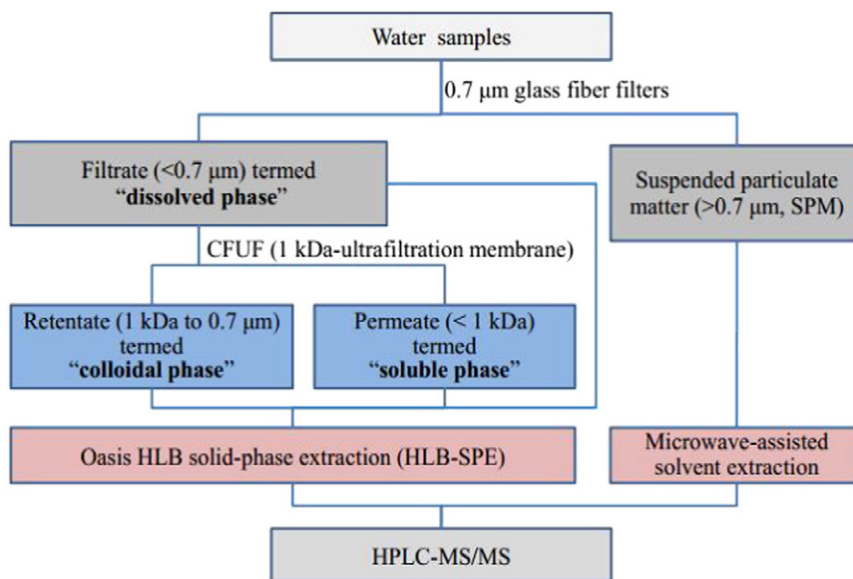 Water samples
0.7 μm glass fiber filters
Filtrate (<0.7 μm) termed
“dissolved phase”
Suspended particulate
matter (>0.7 μm, SPM)
CFUF (1 kDa-ultrafiltration membrane)
Retentate (1 kDa to 0.7 μm)
termed
“colloidal phase”
Permeate (< 1 kDa)
termed
“soluble phase”
Oasis HLB solid-phase extraction (HLB-SPE)
Microwave-assisted
solvent extraction
HPLC-MS/MS